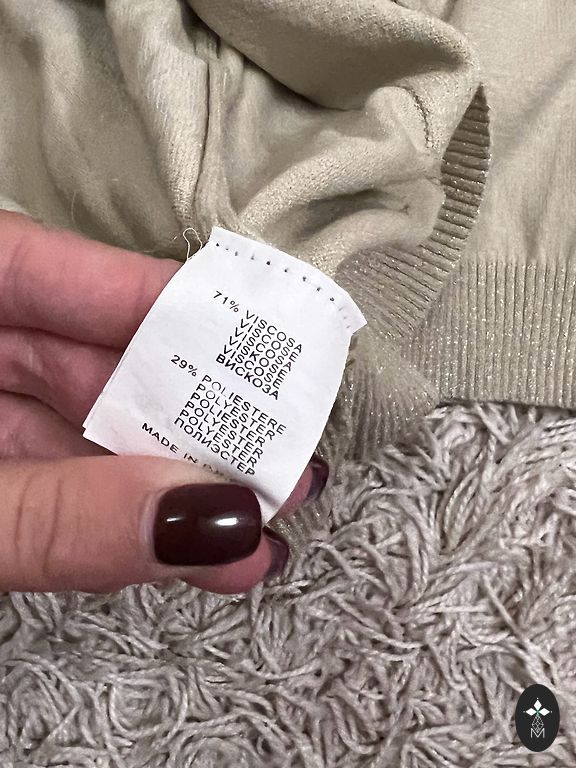 71% VISCOSA
VISCOSE
VISCOSA
VISKOSE
VISCOSE
ВИСКОЗА
29% POLIESTERE
POLYESTER
POLIESTER
POLYESTER
POLYESTER
ПОЛИЭСТЕР
MADE IN
M